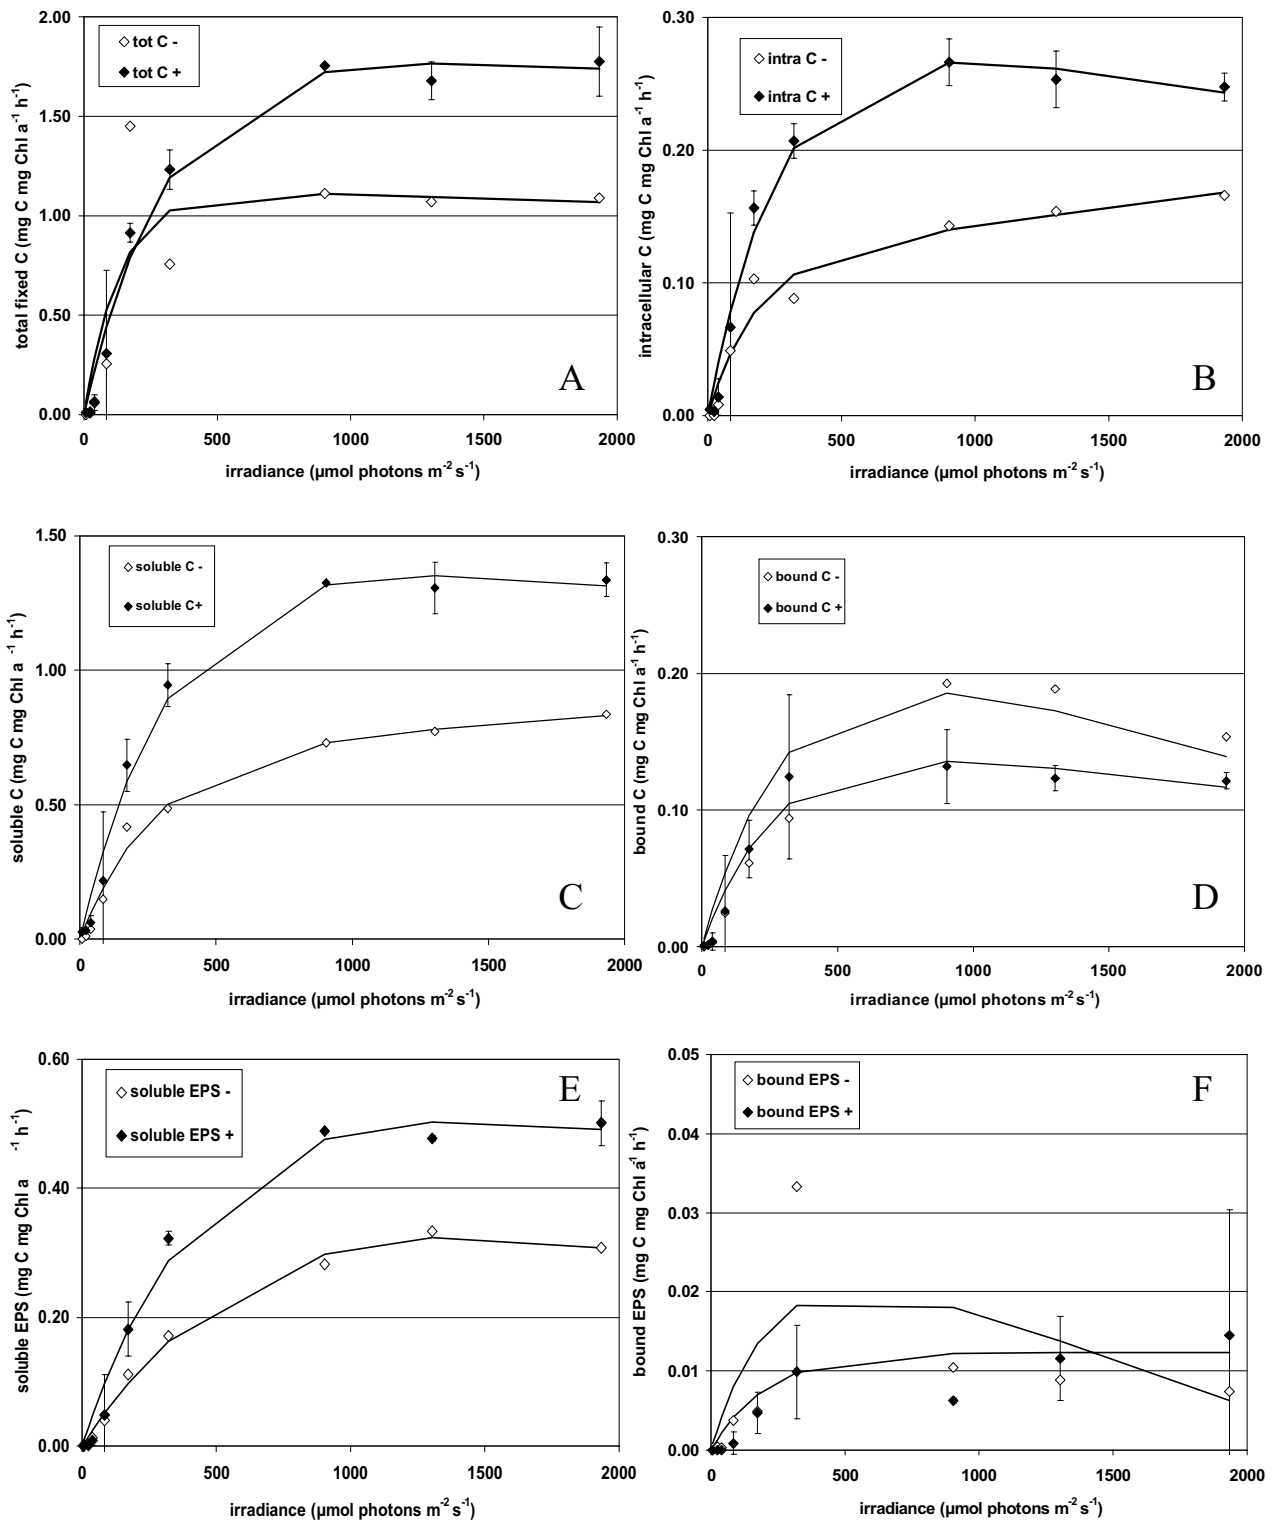 2.00
1.50
1.00
0.50
0.00
total fixed C (mg C mg Chl a⁻¹ h⁻¹)
tot C -
tot C +
A
0 500 1000 1500 2000
irradiance (µmol photons m⁻² s⁻¹)
0.30
0.20
0.10
0.00
intracellular C (mg C mg Chl a⁻¹ h⁻¹)
intra C -
intra C +
B
0 500 1000 1500 2000
irradiance (µmol photons m⁻² s⁻¹)
1.50
1.00
0.50
0.00
soluble C (mg C mg Chl a ⁻¹ h⁻¹)
soluble C -
soluble C+
C
0 500 1000 1500 2000
irradiance (µmol photons m⁻² s⁻¹)
0.30
0.20
0.10
0.00
bound C (mg C mg Chl a⁻¹ h⁻¹)
bound C -
bound C +
D
0 500 1000 1500 2000
irradiance (µmol photons m⁻² s⁻¹)
0.60
0.40
0.20
0.00
soluble EPS (mg C mg Chl a ⁻¹ h⁻¹)
soluble EPS -
soluble EPS +
E
0 500 1000 1500 2000
irradiance (µmol photons m⁻² s⁻¹)
0.05
0.04
0.03
0.02
0.01
0.00
bound EPS (mg C mg Chl a⁻¹ h⁻¹)
bound EPS -
bound EPS +
F
0 500 1000 1500 2000
irradiance (µmol photons m⁻² s⁻¹)